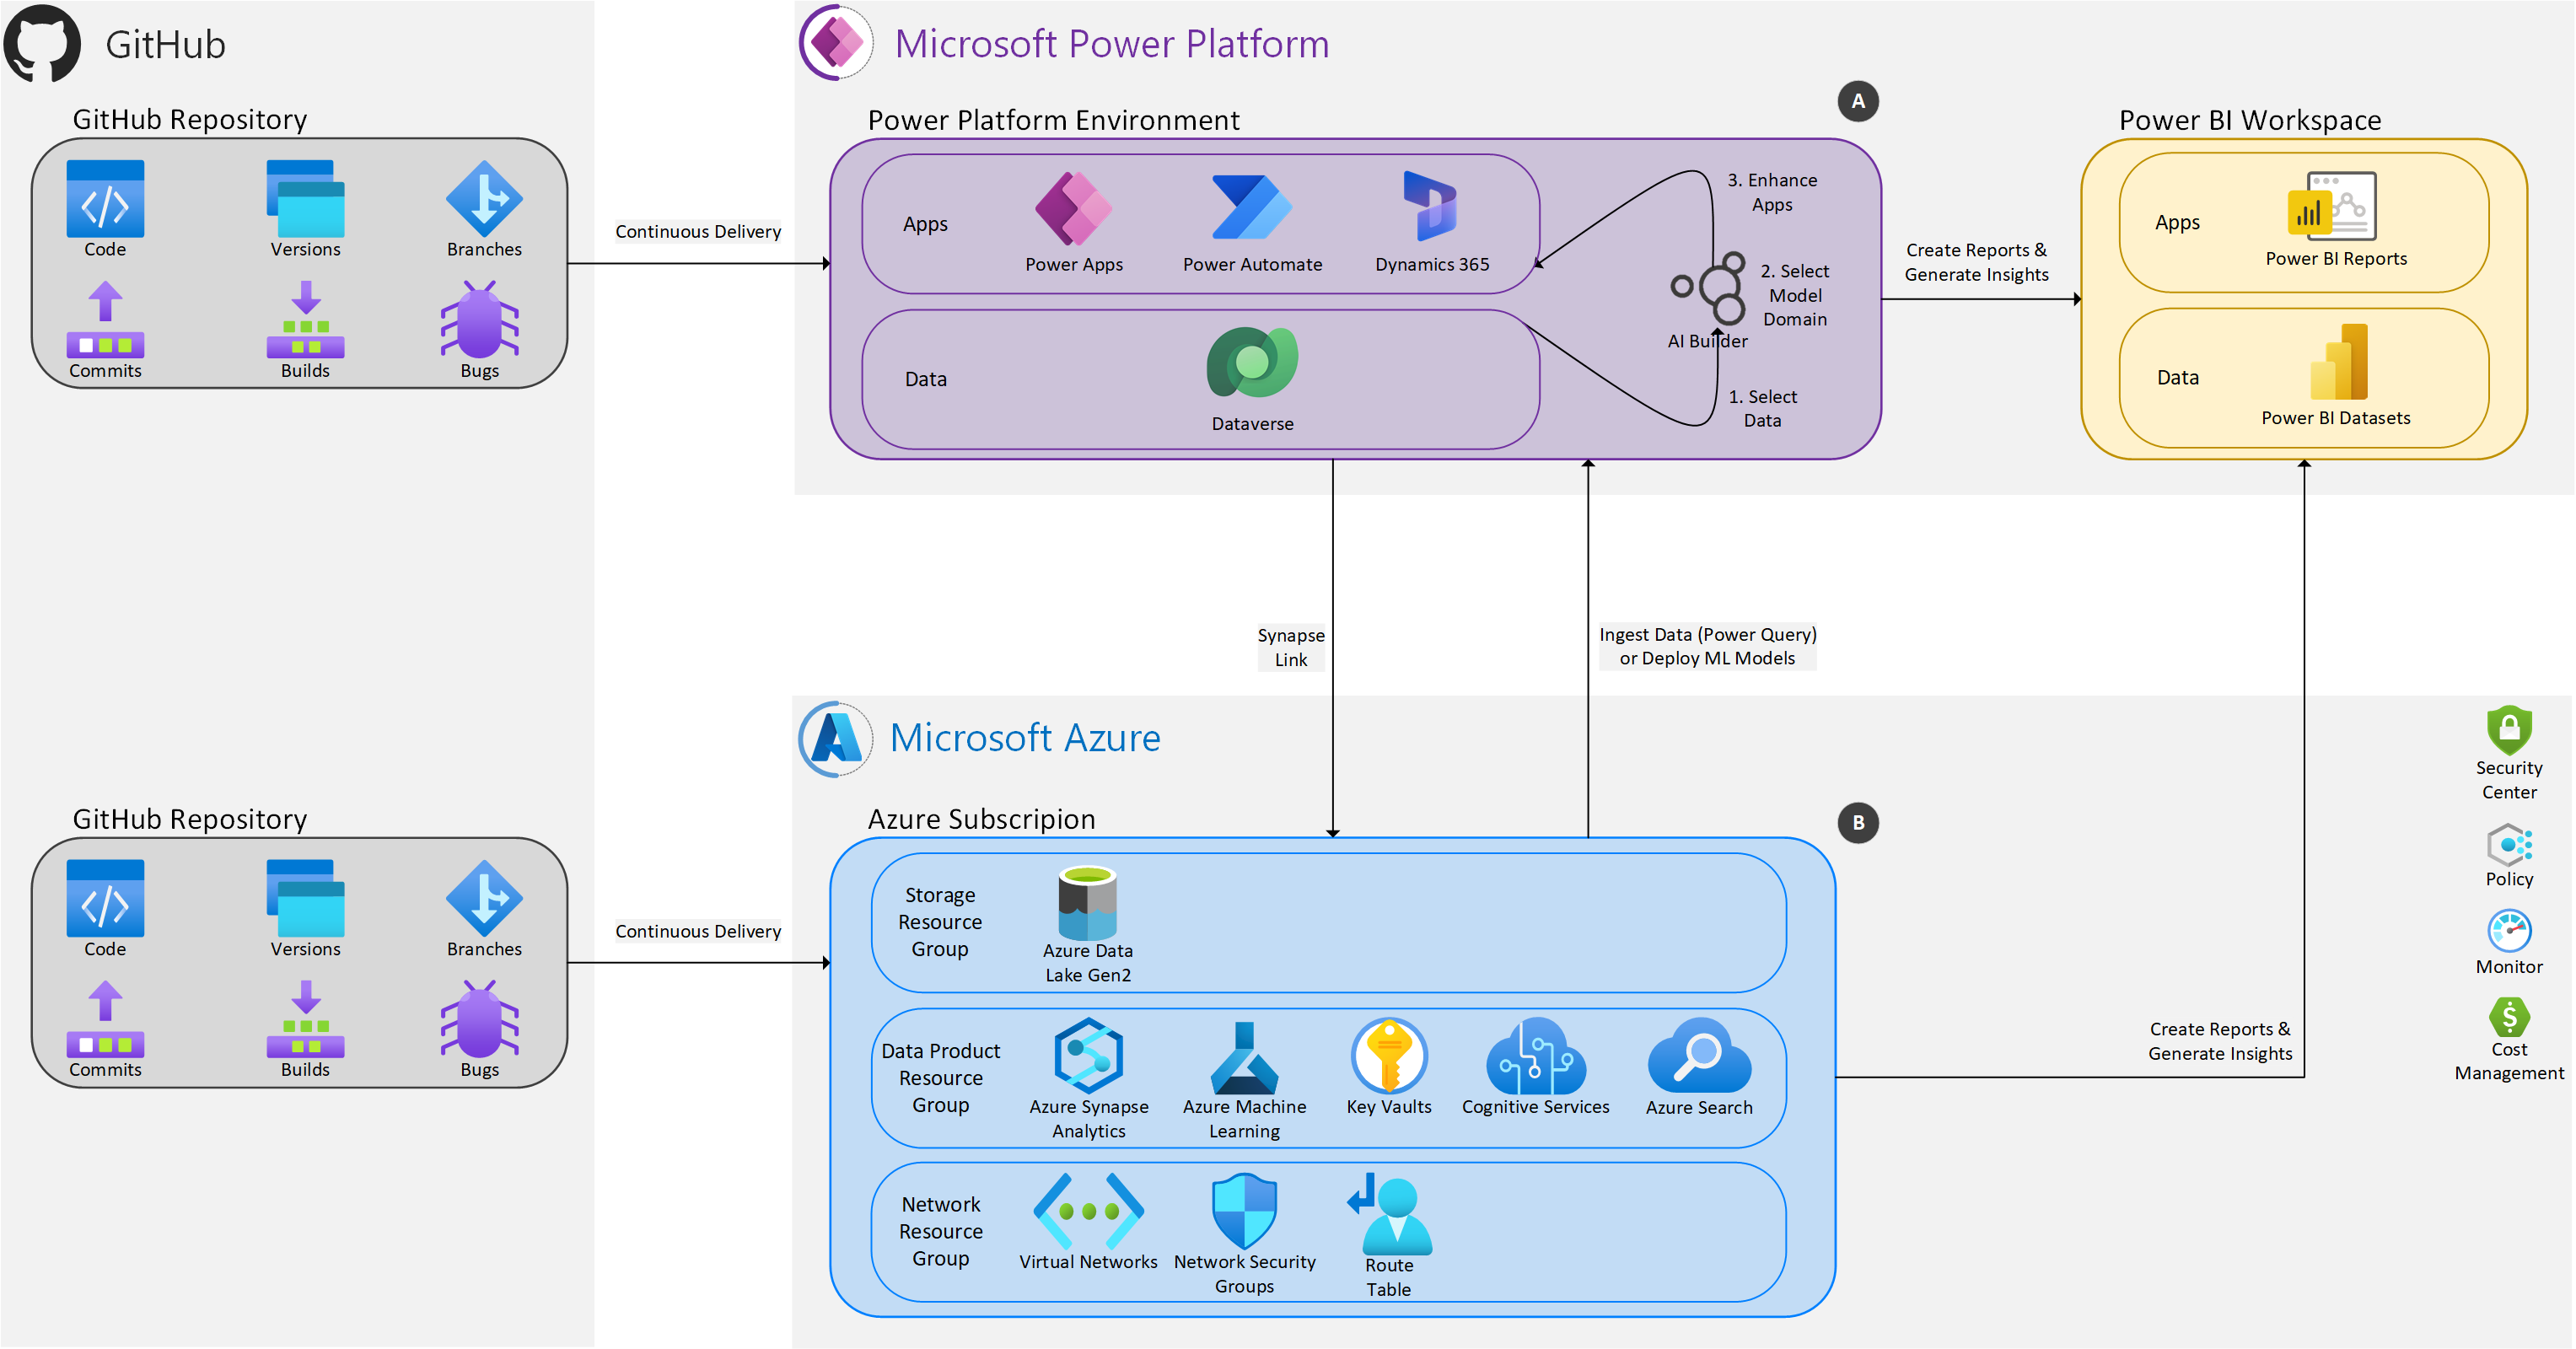 GitHub
GitHub Repository
Code
Versions
Branches
Commits
Builds
Bugs
Continuous Delivery
Microsoft Power Platform
Power Platform Environment
A
Apps
Power Apps
Power Automate
Dynamics 365
3. Enhance
Apps
2. Select
Model
Domain
AI Builder
1. Select
Data
Data
Dataverse
Create Reports &
Generate Insights
Power BI Workspace
Apps
Power BI Reports
Data
Power BI Datasets
Synapse
Link
Ingest Data (Power Query)
or Deploy ML Models
GitHub Repository
Code
Versions
Branches
Commits
Builds
Bugs
Continuous Delivery
Microsoft Azure
Azure Subscripion
B
Storage
Resource
Group
Azure Data
Lake Gen2
Data Product
Resource
Group
Azure Synapse
Analytics
Azure Machine
Learning
Key Vaults
Cognitive Services
Azure Search
Network
Resource
Group
Virtual Networks
Network Security
Groups
Route
Table
Create Reports &
Generate Insights
Security
Center
Policy
Monitor
Cost
Management